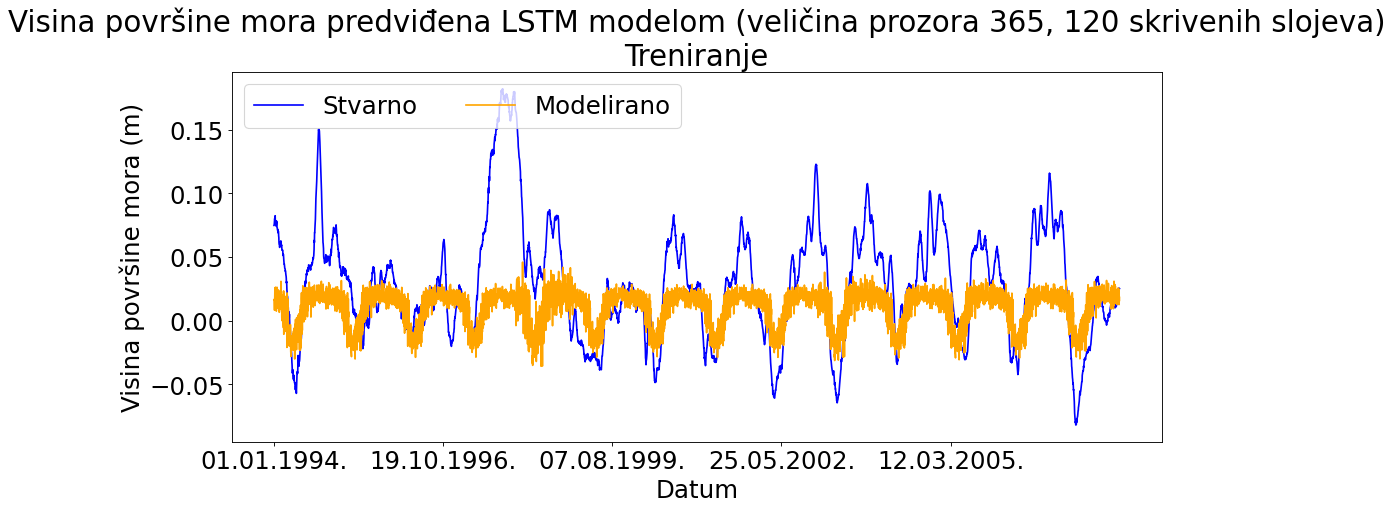 Visina površine mora predviđena LSTM modelom (veličina prozora 365, 120 skrivenih slojeva)
Treniranje
Stvarno
Modelirano
Visina površine mora (m)
0.15
0.10
0.05
0.00
−0.05
01.01.1994.
19.10.1996.
07.08.1999.
25.05.2002.
12.03.2005.
Datum